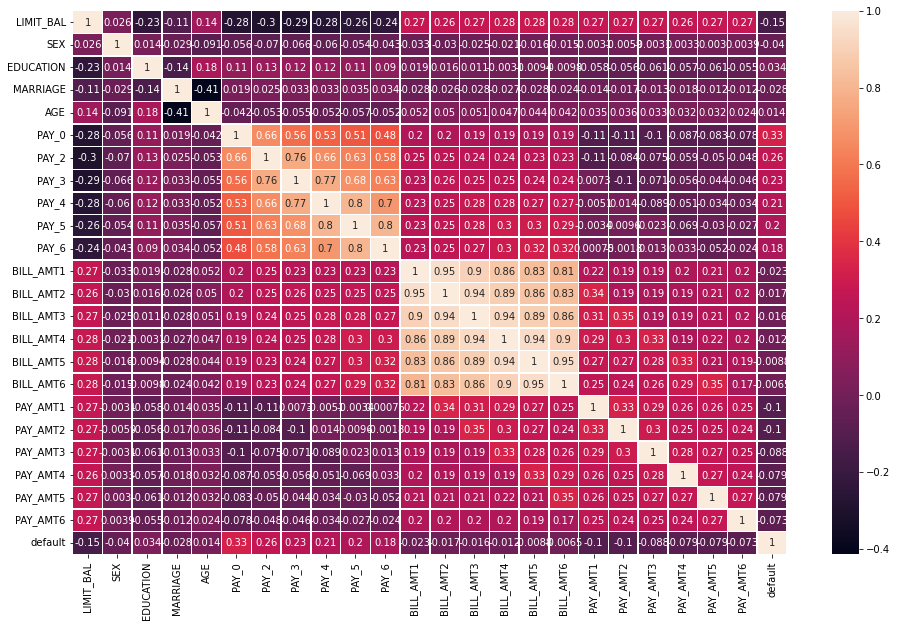 LIMIT_BAL 1 0.026 -0.23 -0.11 0.14 -0.28 -0.3 -0.29 -0.28 -0.26 -0.24 0.27 0.26 0.27 0.28 0.28 0.28 0.27 0.27 0.27 0.26 0.27 0.27 -0.15
SEX 0.026 1 0.014 -0.029 -0.091 -0.056 -0.07 -0.066 -0.06 -0.054 -0.043 -0.033 -0.03 -0.025 -0.021 -0.016 -0.015 -0.04
EDUCATION -0.23 0.014 1 -0.14 0.18 0.11 0.13 0.12 0.12 0.11 0.09 0.019 0.016 0.011 -0.058 -0.056 -0.061 -0.057 -0.061 -0.055 0.034
MARRIAGE -0.11 -0.029 -0.14 1 -0.41 0.019 0.025 0.033 0.033 0.035 0.034 -0.028 -0.026 -0.028 -0.027 -0.028 -0.024 -0.014 -0.017 -0.013 -0.018 -0.012 -0.012 -0.028
AGE 0.14 -0.091 0.18 -0.41 1 -0.042 -0.053 -0.055 -0.052 -0.057 -0.052 0.052 0.05 0.051 0.047 0.044 0.042 0.035 0.036 0.033 0.032 0.032 0.024 0.014
PAY_0 -0.28 -0.056 0.11 0.019 -0.042 1 0.66 0.56 0.53 0.51 0.48 0.2 0.2 0.19 0.19 0.19 0.19 -0.11 -0.11 -0.1 -0.087 -0.083 -0.078 0.33
PAY_2 -0.3 -0.07 0.13 0.025 -0.053 0.66 1 0.76 0.66 0.63 0.58 0.25 0.25 0.24 0.24 0.23 0.23 -0.11 -0.084 -0.075 -0.059 -0.05 -0.048 0.26
PAY_3 -0.29 -0.066 0.12 0.033 -0.055 0.56 0.76 1 0.77 0.68 0.63 0.23 0.26 0.25 0.25 0.24 0.24 0.0073 -0.1 -0.071 -0.056 -0.044 -0.046 0.23
PAY_4 -0.28 -0.06 0.12 0.033 -0.052 0.53 0.66 0.77 1 0.8 0.7 0.23 0.25 0.28 0.28 0.27 0.27 -0.089 -0.051 -0.034 -0.034 0.21
PAY_5 -0.26 -0.054 0.11 0.035 -0.057 0.51 0.63 0.68 0.8 1 0.8 0.23 0.25 0.28 0.3 0.3 0.29 0.023 -0.069 -0.03 -0.027 0.2
PAY_6 -0.24 -0.043 0.09 0.034 -0.052 0.48 0.58 0.63 0.7 0.8 1 0.23 0.25 0.27 0.3 0.32 0.32 0.013 0.033 -0.052 -0.024 0.18
BILL_AMT1 0.27 -0.033 0.019 -0.028 0.052 0.2 0.25 0.23 0.23 0.23 0.23 1 0.95 0.9 0.86 0.83 0.81 0.22 0.19 0.19 0.2 0.21 0.2 -0.023
BILL_AMT2 0.26 -0.03 0.016 -0.026 0.05 0.2 0.25 0.26 0.25 0.25 0.25 0.95 1 0.94 0.89 0.86 0.83 0.34 0.19 0.19 0.19 0.21 0.2 -0.017
BILL_AMT3 0.27 -0.025 0.011 -0.028 0.051 0.19 0.24 0.25 0.28 0.28 0.27 0.9 0.94 1 0.94 0.89 0.86 0.31 0.35 0.19 0.19 0.21 0.2 -0.016
BILL_AMT4 0.28 -0.027 0.047 0.19 0.24 0.25 0.28 0.3 0.3 0.86 0.89 0.94 1 0.94 0.9 0.29 0.3 0.33 0.19 0.22 0.2 -0.012
BILL_AMT5 0.28 -0.028 0.044 0.19 0.23 0.24 0.27 0.3 0.32 0.83 0.86 0.89 0.94 1 0.95 0.27 0.27 0.28 0.33 0.21 0.19
BILL_AMT6 0.28 -0.024 0.042 0.19 0.23 0.24 0.27 0.29 0.32 0.81 0.83 0.86 0.9 0.95 1 0.25 0.24 0.26 0.29 0.35 0.17
PAY_AMT1 0.27 -0.058 -0.014 0.035 -0.11 -0.11 0.0073 0.22 0.34 0.31 0.29 0.27 0.25 1 0.33 0.29 0.26 0.26 0.25 -0.1
PAY_AMT2 0.27 -0.056 -0.017 0.036 -0.11 -0.084 -0.1 0.014 0.19 0.19 0.35 0.3 0.27 0.24 0.33 1 0.3 0.25 0.25 0.24 -0.1
PAY_AMT3 0.27 -0.061 -0.013 0.033 -0.1 -0.075 -0.071 -0.089 0.023 0.013 0.19 0.19 0.19 0.33 0.28 0.26 0.29 0.3 1 0.28 0.27 0.25 -0.088
PAY_AMT4 0.26 0.0033 -0.057 -0.018 0.032 -0.087 -0.059 -0.056 -0.051 -0.069 0.033 0.2 0.19 0.19 0.19 0.33 0.29 0.26 0.25 0.28 1 0.27 0.24 -0.079
PAY_AMT5 0.27 0.003 -0.061 -0.012 0.032 -0.083 -0.05 -0.044 -0.034 -0.03 -0.052 0.21 0.21 0.21 0.22 0.21 0.35 0.26 0.25 0.27 0.27 1 0.27 -0.079
PAY_AMT6 0.27 0.0039 -0.055 -0.012 0.024 -0.078 -0.048 -0.046 -0.034 -0.027 -0.024 0.2 0.2 0.2 0.2 0.19 0.17 0.25 0.24 0.25 0.24 0.27 1 -0.073
default -0.15 -0.04 0.034 -0.028 0.014 0.33 0.26 0.23 0.21 0.2 0.18 -0.023 -0.017 -0.016 -0.012 -0.0088 -0.0065 -0.1 -0.1 -0.088 -0.079 -0.079 -0.073 1
LIMIT_BAL SEX EDUCATION MARRIAGE AGE PAY_0 PAY_2 PAY_3 PAY_4 PAY_5 PAY_6 BILL_AMT1 BILL_AMT2 BILL_AMT3 BILL_AMT4 BILL_AMT5 BILL_AMT6 PAY_AMT1 PAY_AMT2 PAY_AMT3 PAY_AMT4 PAY_AMT5 PAY_AMT6 default
1.0
0.8
0.6
0.4
0.2
0.0
−0.2
−0.4